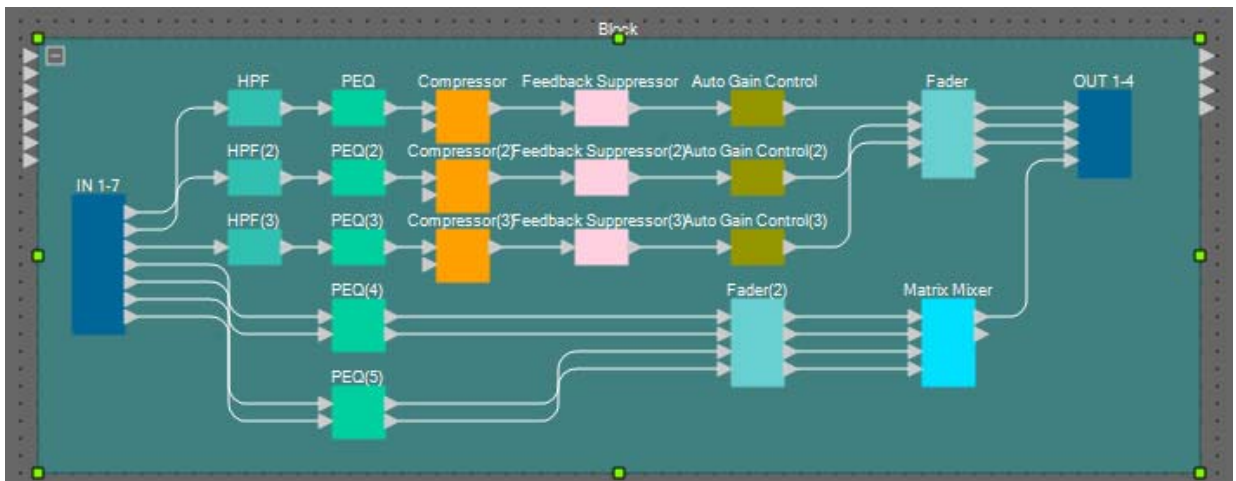 Block
HPF PEQ Compressor Feedback Suppressor Auto Gain Control Fader OUT 1-4
HPF(2) PEQ(2) Compressor(2) Feedback Suppressor(2) Auto Gain Control(2)
IN 1-7
HPF(3) PEQ(3) Compressor(3) Feedback Suppressor(3) Auto Gain Control(3)
PEQ(4) Fader(2) Matrix Mixer
PEQ(5)